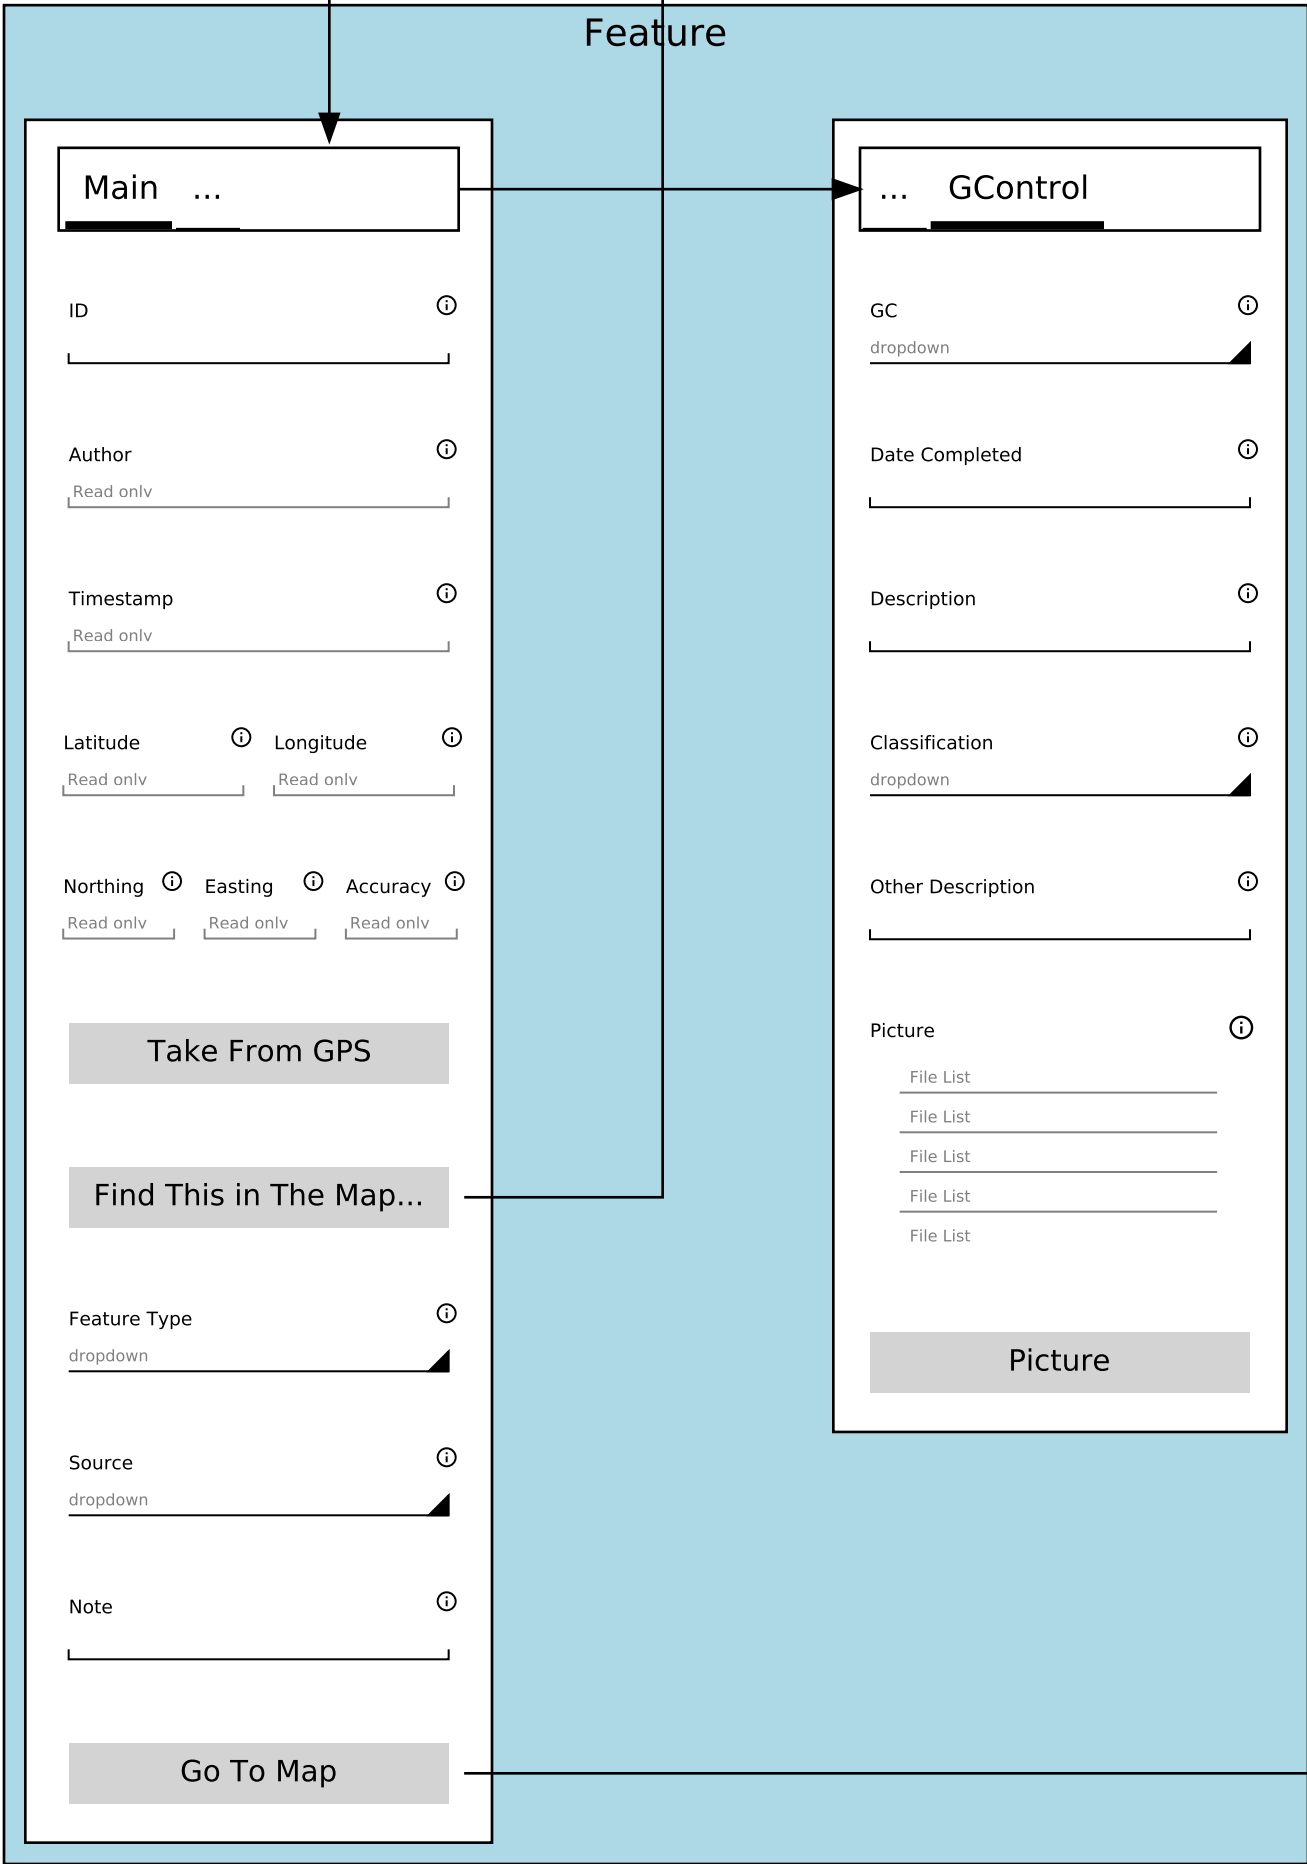 Feature
Main ...
ID
Author
Read only
Timestamp
Read only
Latitude Longitude
Read only Read only
Northing Easting Accuracy
Read only Read only Read only
Take From GPS
Find This in The Map...
Feature Type
dropdown
Source
dropdown
Note
Go To Map
... GControl
GC
dropdown
Date Completed
Description
Classification
dropdown
Other Description
Picture
File List
File List
File List
File List
File List
Picture